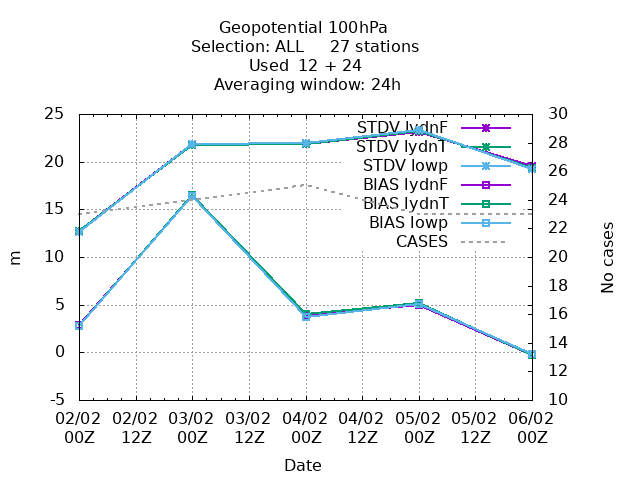 Geopotential 100hPa
Selection: ALL     27 stations
Used  12 + 24
Averaging window: 24h
25
20
15
10
5
0
-5
30
28
26
24
22
20
18
16
14
12
10
m
No cases
STDV lydnF
STDV lydnT
STDV lowp
BIAS lydnF
BIAS lydnT
BIAS lowp
CASES
02/02 02/02 03/02 03/02 04/02 04/02 05/02 05/02 06/02
00Z 12Z 00Z 12Z 00Z 12Z 00Z 12Z 00Z
Date